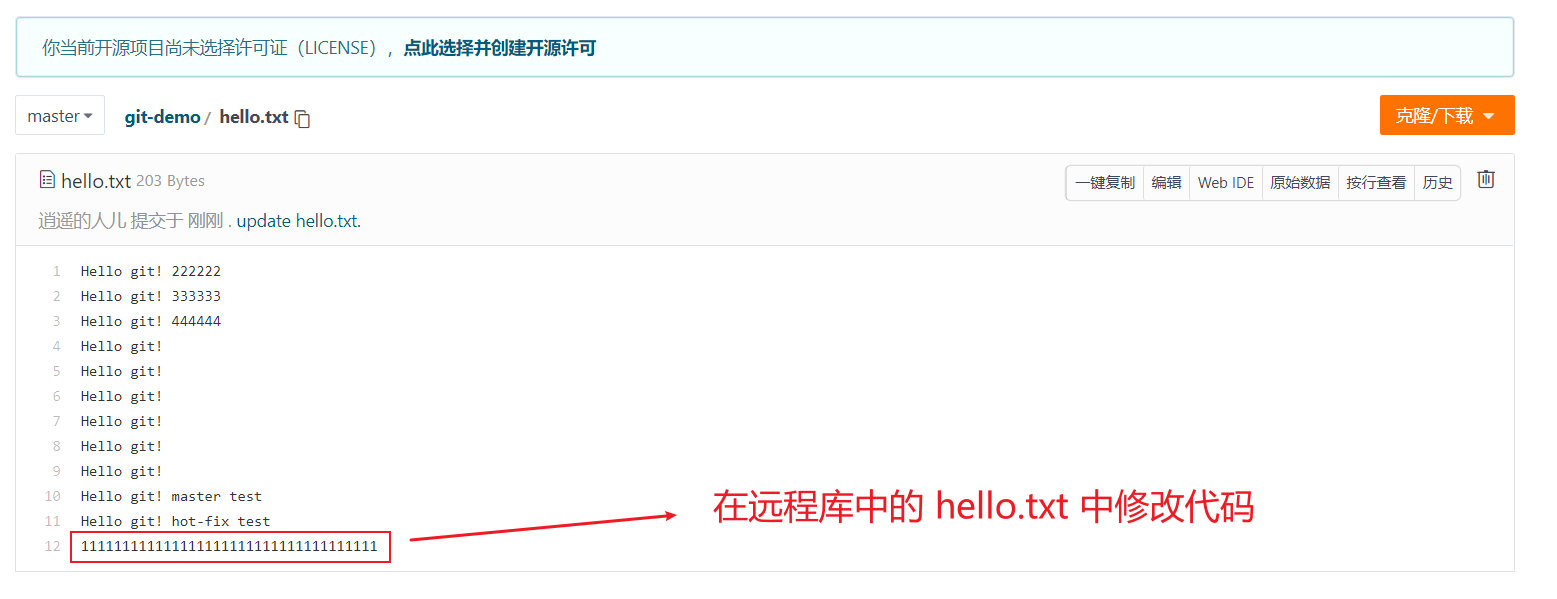 你当前开源项目尚未选择许可证（LICENSE），点此选择并创建开源许可
master git-demo / hello.txt 克隆/下载
hello.txt 203 Bytes 一键复制 编辑 Web IDE 原始数据 按行查看 历史
逍遥的人儿 提交于 刚刚 . update hello.txt.
1 Hello git! 222222
2 Hello git! 333333
3 Hello git! 444444
4 Hello git!
5 Hello git!
6 Hello git!
7 Hello git!
8 Hello git!
9 Hello git!
10 Hello git! master test
11 Hello git! hot-fix test
12 111111111111111111111111111111111111
在远程库中的 hello.txt 中修改代码